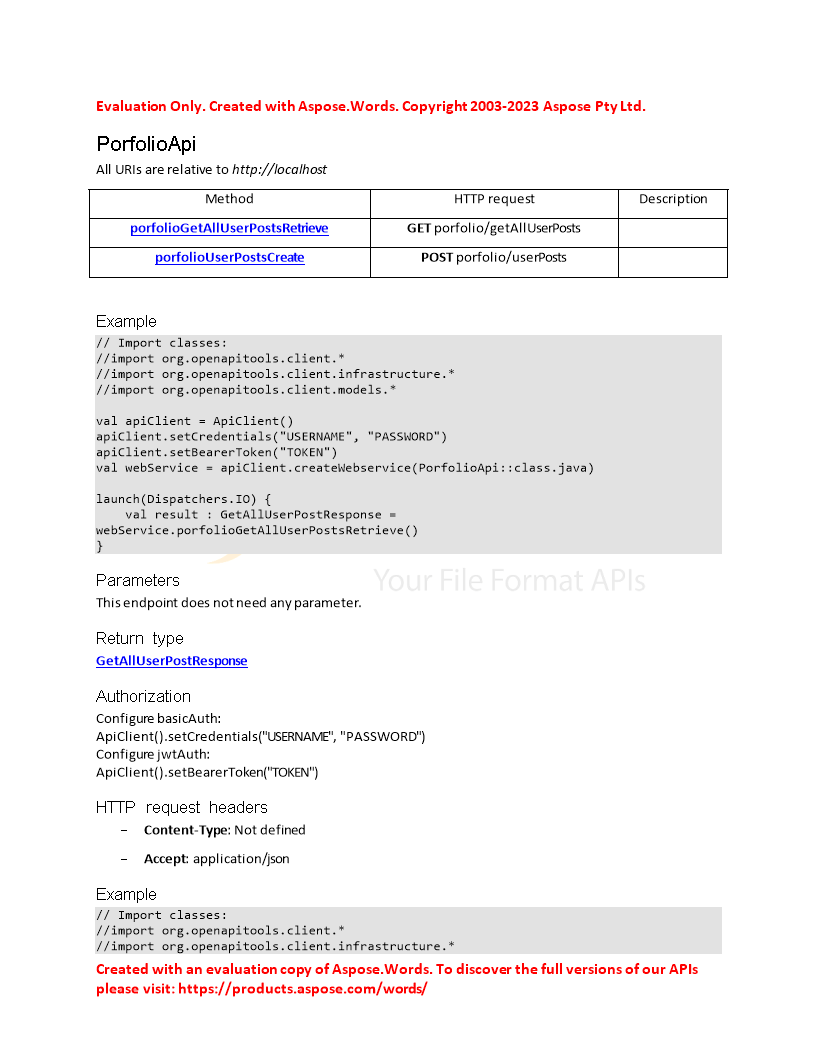 Evaluation Only. Created with Aspose.Words. Copyright 2003-2023 Aspose Pty Ltd.
PorfolioApi
All URIs are relative to http://localhost
Method HTTP request Description
porfolioGetAllUserPostsRetrieve GET porfolio/getAllUserPosts
porfolioUserPostsCreate POST porfolio/userPosts
Example
// Import classes:
//import org.openapitools.client.*
//import org.openapitools.client.infrastructure.*
//import org.openapitools.client.models.*
val apiClient = ApiClient()
apiClient.setCredentials("USERNAME", "PASSWORD")
apiClient.setBearerToken("TOKEN")
val webService = apiClient.createWebservice(PorfolioApi::class.java)
launch(Dispatchers.IO) {
    val result : GetAllUserPostResponse =
webService.porfolioGetAllUserPostsRetrieve()
}
Your File Format APIs
Parameters
This endpoint does not need any parameter.
Return type
GetAllUserPostResponse
Authorization
Configure basicAuth:
ApiClient().setCredentials("USERNAME", "PASSWORD")
Configure jwtAuth:
ApiClient().setBearerToken("TOKEN")
HTTP request headers
– Content-Type: Not defined
– Accept: application/json
Example
// Import classes:
//import org.openapitools.client.*
//import org.openapitools.client.infrastructure.*
Created with an evaluation copy of Aspose.Words. To discover the full versions of our APIs
please visit: https://products.aspose.com/words/